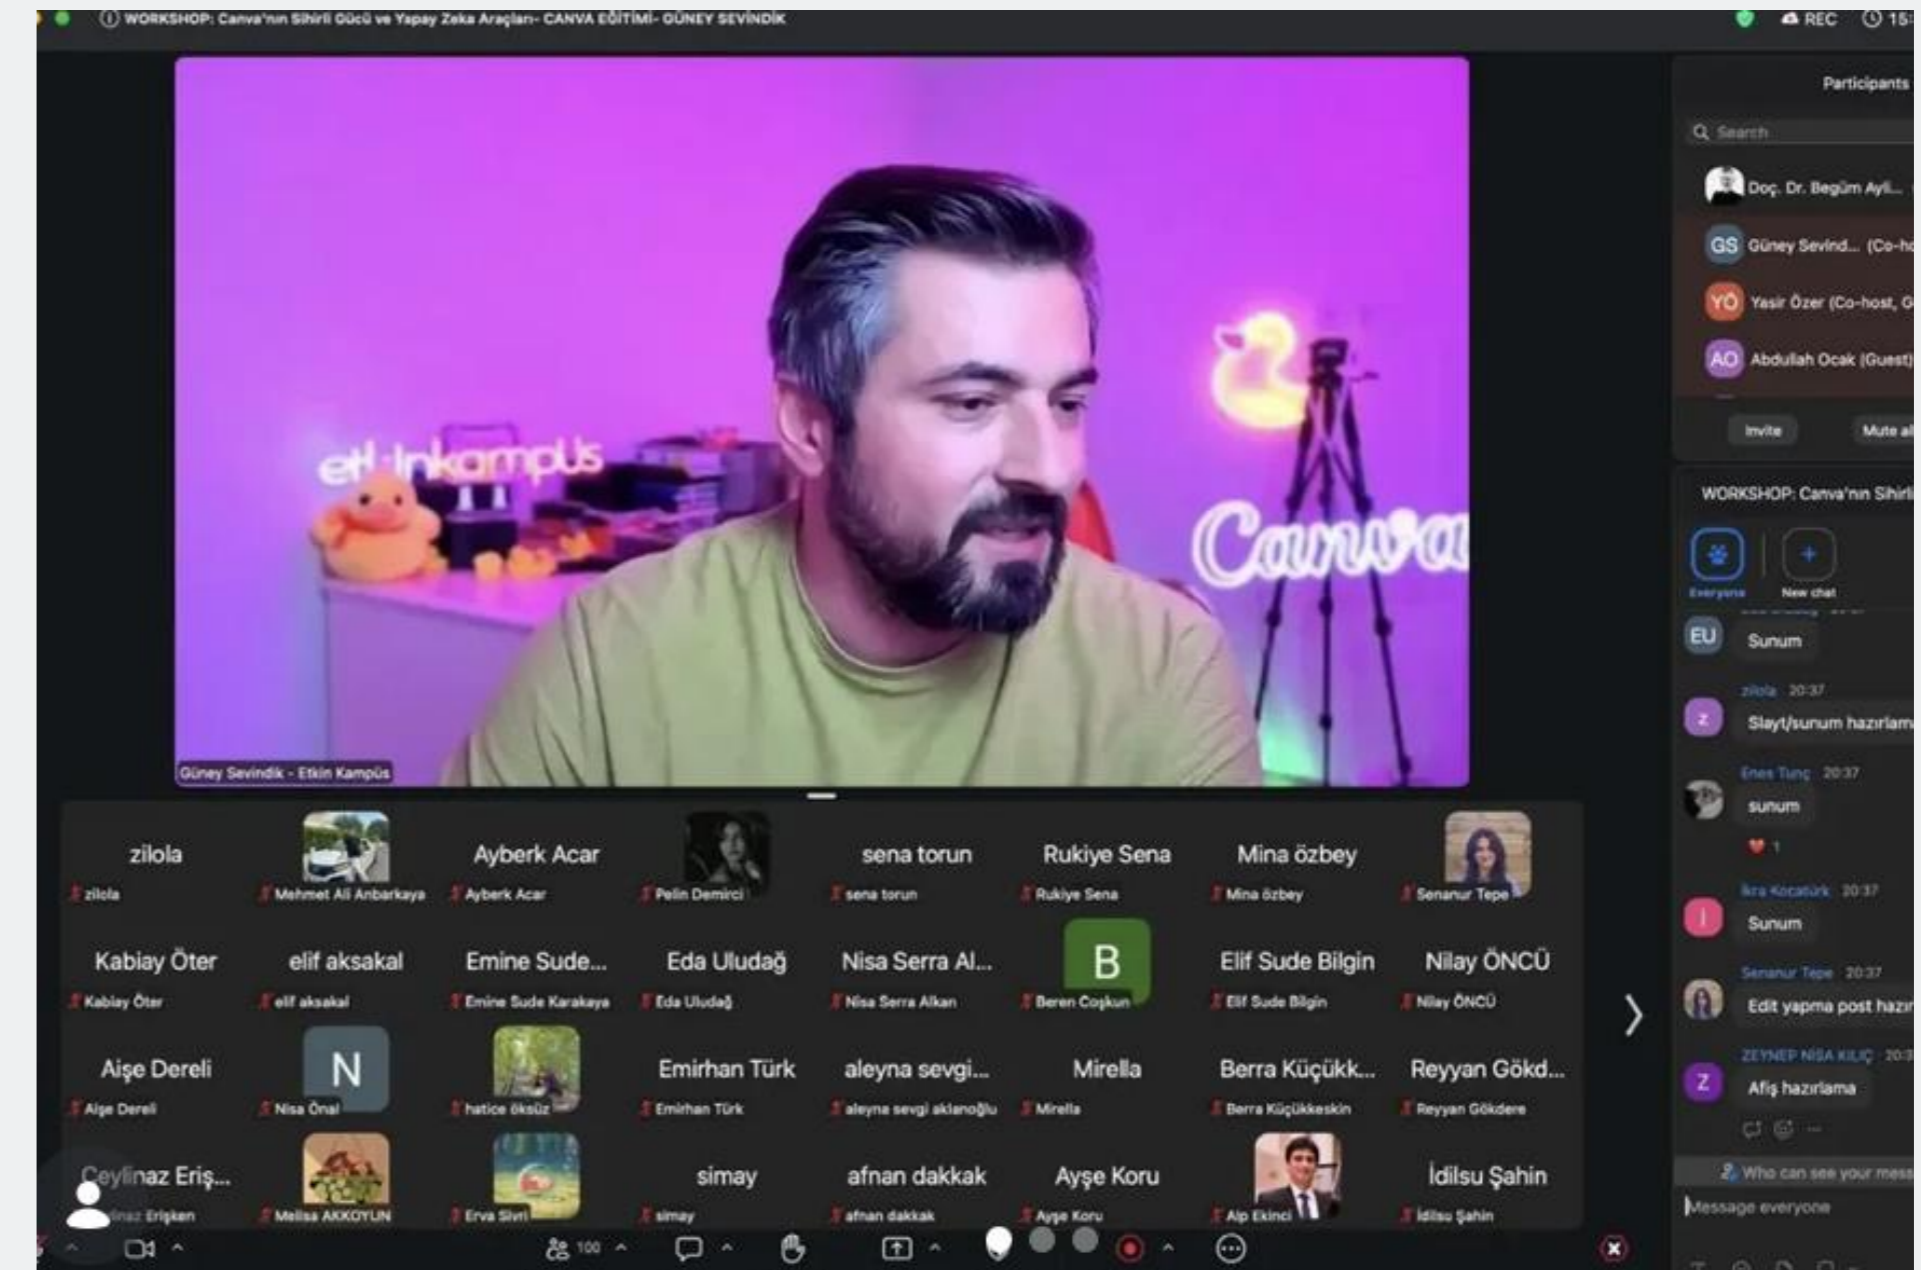 WORKSHOP: Canva'nın Sihirli Gücü ve Yapay Zeka Araçları- CANVA EĞİTİMİ- GÜNEY SEVİNDİK
REC
15:
etkinkampüs
Canva
Güney Sevindik - Etkin Kampüs
zilola
Ayberk Acar
sena torun
Rukiye Sena
Mina özbey
zilola
Mehmet Ali Anbarkaya
Ayberk Acar
Pelin Demirci
sena torun
Rukiye Sena
Mina özbey
Senanur Tepe
Kabiay Öter
elif aksakal
Emine Sude...
Eda Uludağ
Nisa Serra Al...
B
Elif Sude Bilgin
Nilay ÖNCÜ
Kabiay Öter
elif aksakal
Emine Sude Karakaya
Eda Uludağ
Nisa Serra Alkan
Beren Coşkun
Elif Sude Bilgin
Nilay ÖNCÜ
Aişe Dereli
N
Emirhan Türk
aleyna sevgi...
Mirella
Berra Küçükk...
Reyyan Gökd...
Aişe Dereli
Nisa Önal
hatice öksüz
Emirhan Türk
aleyna sevgi aklanoğlu
Mirella
Berra Küçükkeskin
Reyyan Gökdere
Ceylinaz Eriş...
simay
afnan dakkak
Ayşe Koru
İdilsu Şahin
Erişken
Melisa AKKOYUN
Erva Sivri
simay
afnan dakkak
Ayşe Koru
Alp Ekinci
İdilsu Şahin
100
Participants
Search
Doç. Dr. Begüm Ayli...
GS
Güney Sevind... (Co-ho
YÖ
Yasir Özer (Co-host, G
AO
Abdullah Ocak (Guest)
Invite
Mute all
WORKSHOP: Canva'nın Sihirli
Everyone
New chat
EU
Sunum
zilola 20:37
z
Slayt/sunum hazırlama
Enes Tunç 20:37
sunum
1
İkra Kocatürk 20:37
İ
Sunum
Senanur Tepe 20:37
Edit yapma post hazır
ZEYNEP NİSA KILIÇ 20:3
Z
Afiş hazırlama
Who can see your mess
Message everyone